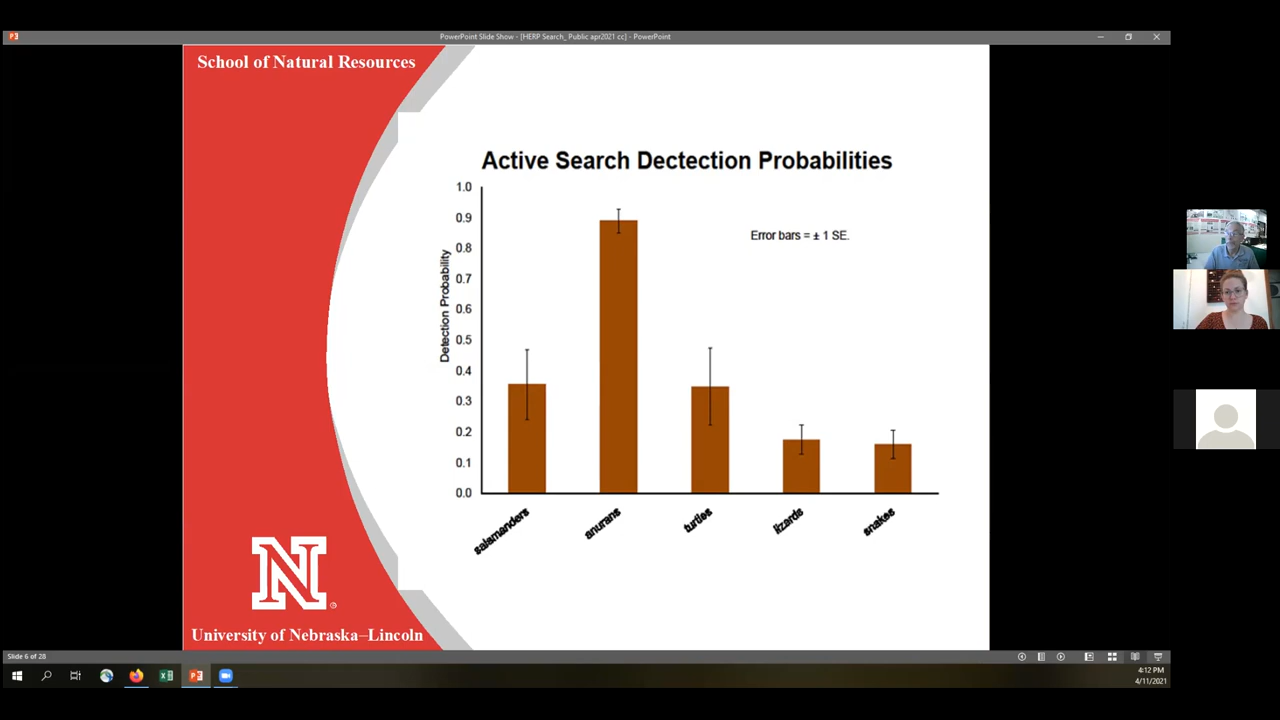 PowerPoint Slide Show - [HERP Search_ Public apr2021 cc] - PowerPoint
School of Natural Resources
Active Search Dectection Probabilities
Error bars = ± 1 SE.
Detection Probability
1.0
0.9
0.8
0.7
0.6
0.5
0.4
0.3
0.2
0.1
0.0
salamanders
anurans
turtles
lizards
snakes
N
University of Nebraska–Lincoln
Slide 6 of 28
4:12 PM
4/11/2021